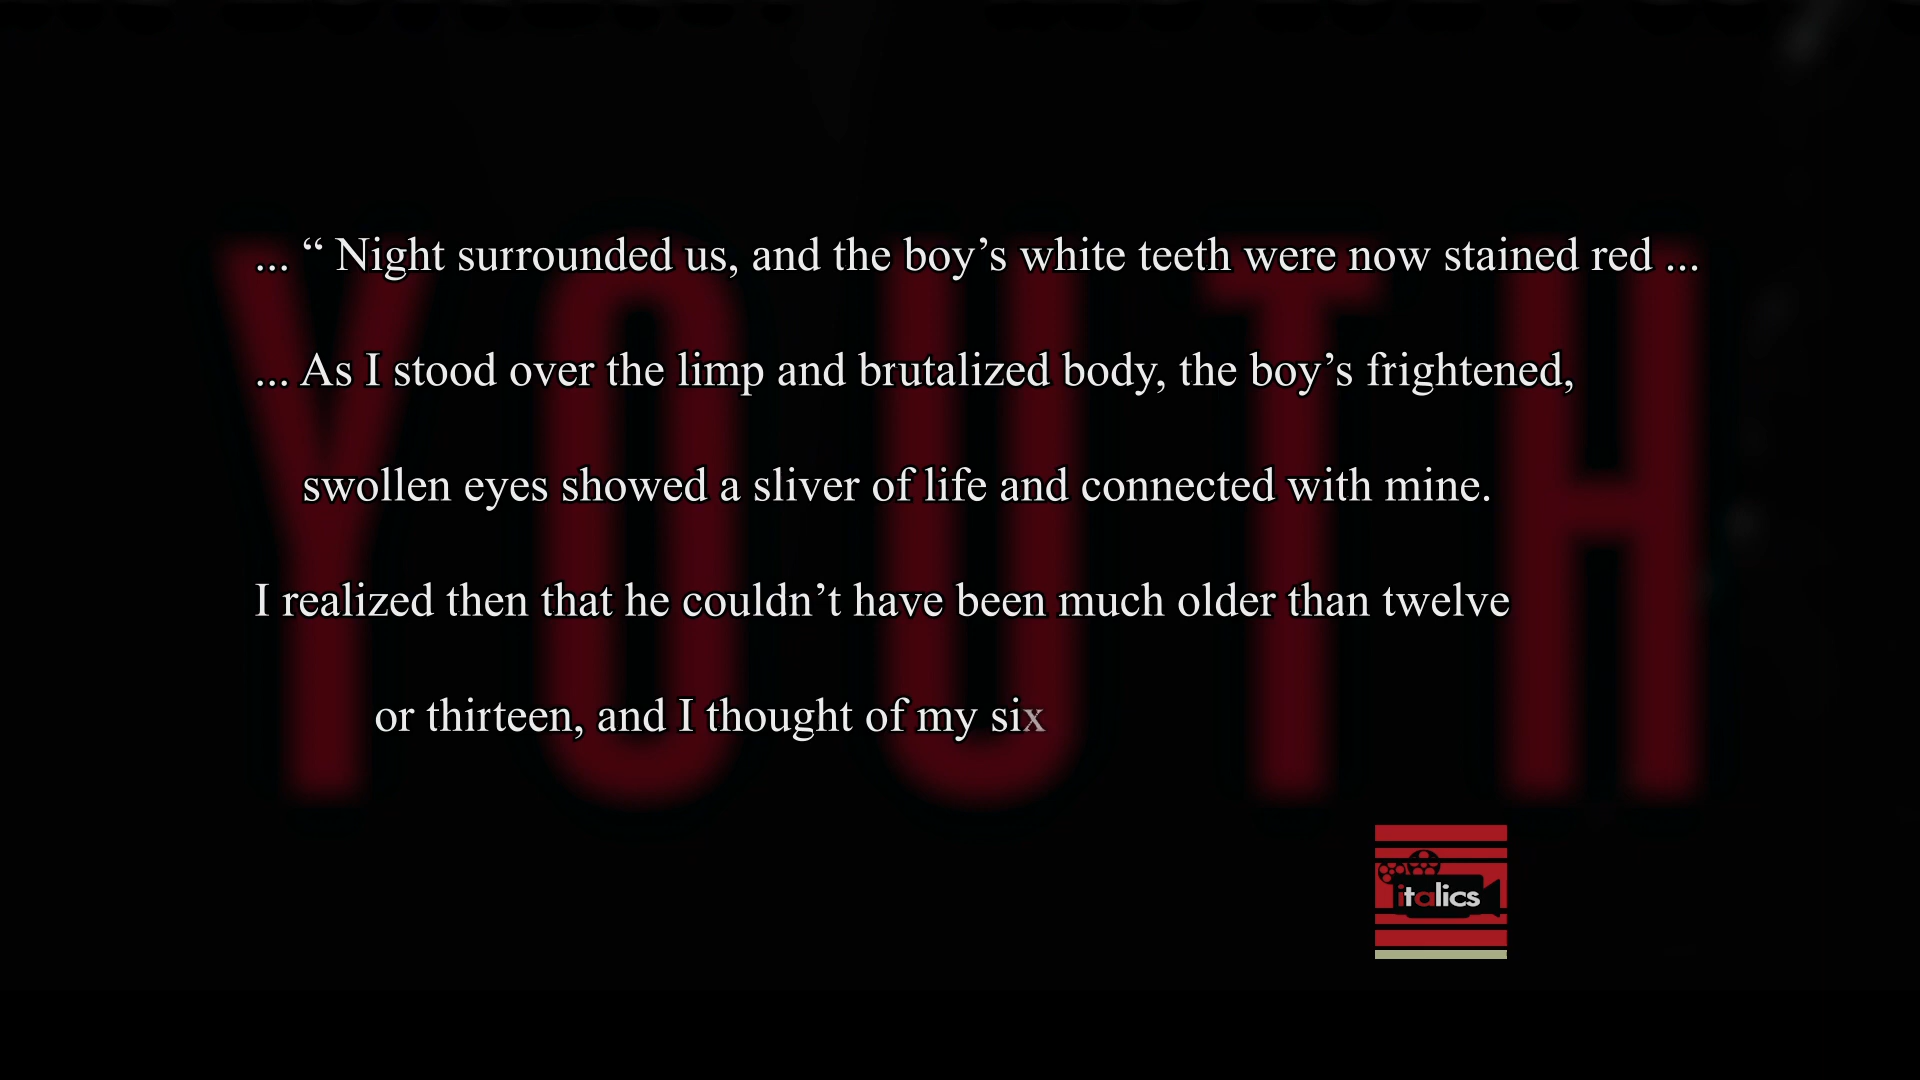 ... “ Night surrounded us, and the boy’s white teeth were now stained red ...
... As I stood over the limp and brutalized body, the boy’s frightened,
swollen eyes showed a sliver of life and connected with mine.
I realized then that he couldn’t have been much older than twelve
or thirteen, and I thought of my six
YOUTH
italics